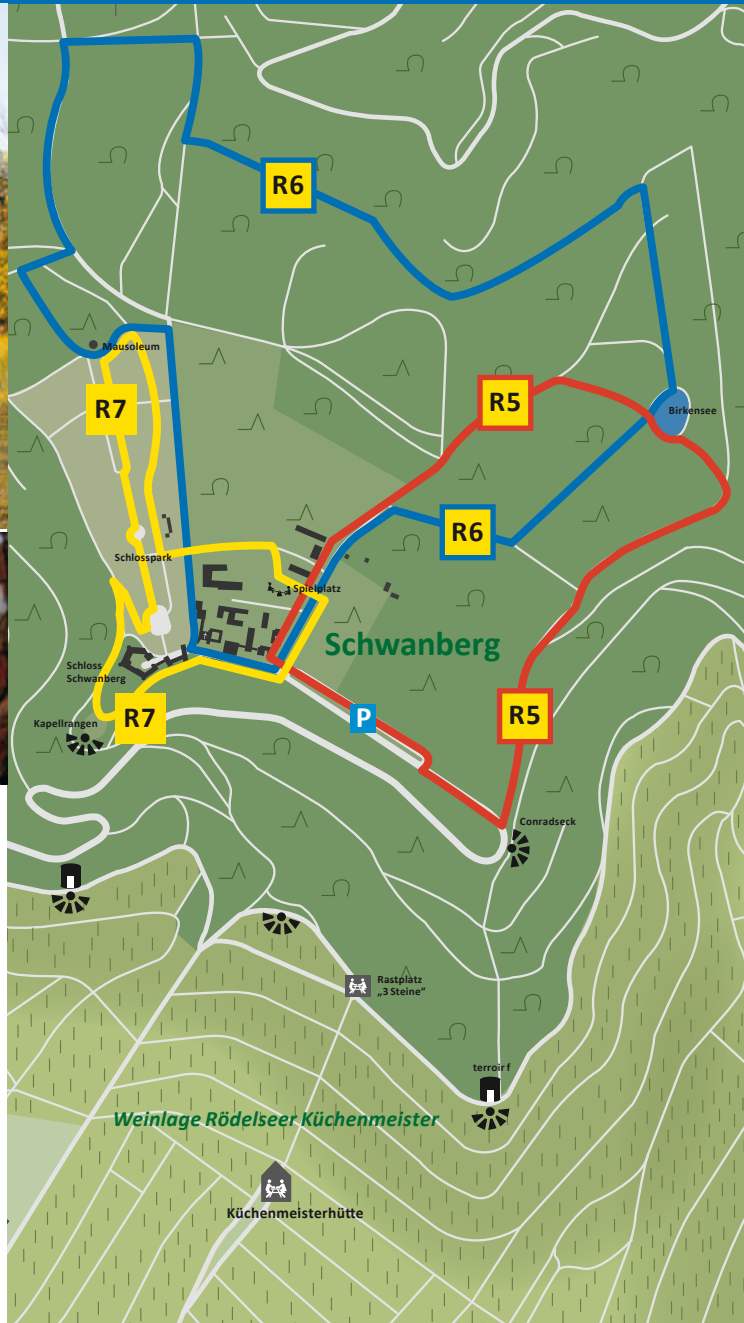 R6
Mausoleum
R7
R5
Birkensee
R6
Schlosspark
Spielplatz
Schwanberg
Schloss
Schwanberg
R7
Kapellrangen
P
R5
Conradseck
Rastplatz
„3 Steine“
terroir f
Weinlage Rödelseer Küchenmeister
Küchenmeisterhütte